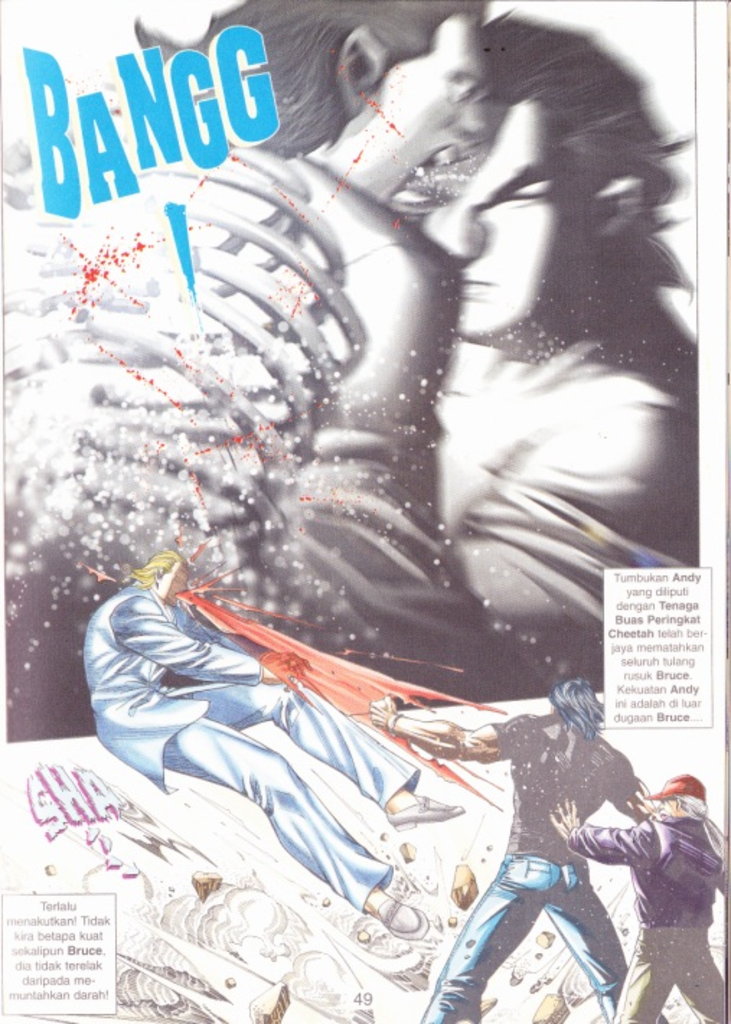 BANGG
!
Tumbukan Andy
yang diliputi
dengan Tenaga
Buas Peringkat
Cheetah telah ber-
jaya mematahkan
seluruh tulang
rusuk Bruce.
Kekuatan Andy
ini adalah di luar
dugaan Bruce....
Terlalu
menakutkan! Tidak
kira betapa kuat
sekalipun Bruce,
dia tidak terelak
daripada me-
muntahkan darah!
49